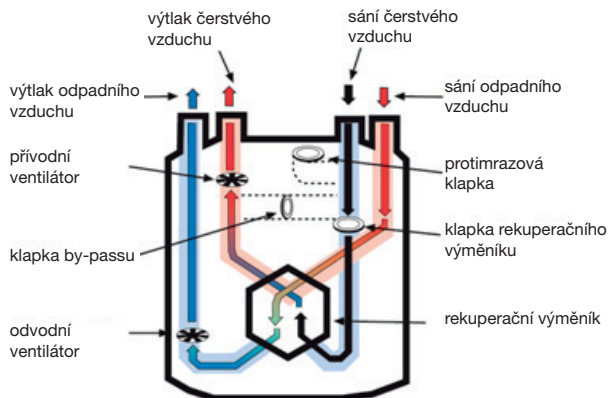 výtlak čerstvého
vzduchu
sání čerstvého
vzduchu
výtlak odpadního
vzduchu
sání odpadního
vzduchu
přívodní
ventilátor
protimrazová
klapka
klapka by-passu
klapka rekuperačního
výměníku
odvodní
ventilátor
rekuperační výměník